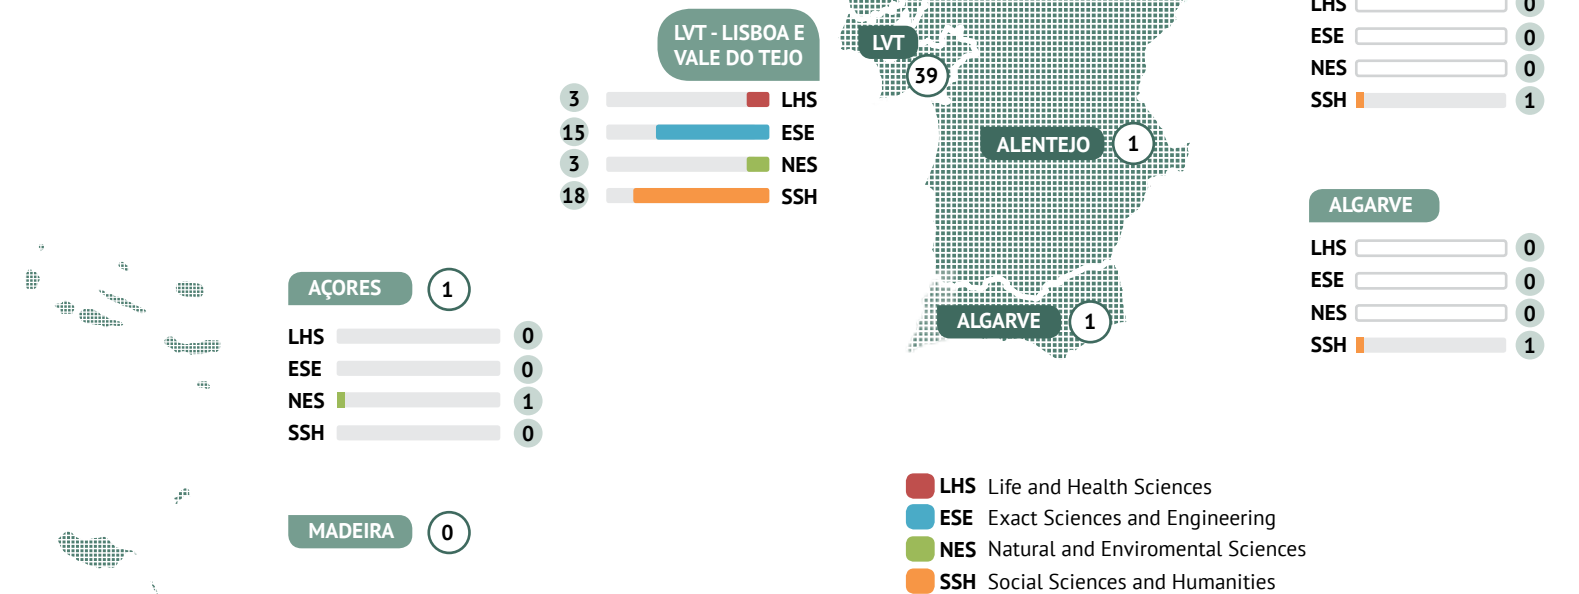 LVT - LISBOA E
VALE DO TEJO
3 LHS
15 ESE
3 NES
18 SSH
LVT
39
ALENTEJO 1
ALGARVE 1
LHS 0
ESE 0
NES 0
SSH 1
ALGARVE
LHS 0
ESE 0
NES 0
SSH 1
AÇORES 1
LHS 0
ESE 0
NES 1
SSH 0
MADEIRA 0
LHS Life and Health Sciences
ESE Exact Sciences and Engineering
NES Natural and Enviromental Sciences
SSH Social Sciences and Humanities